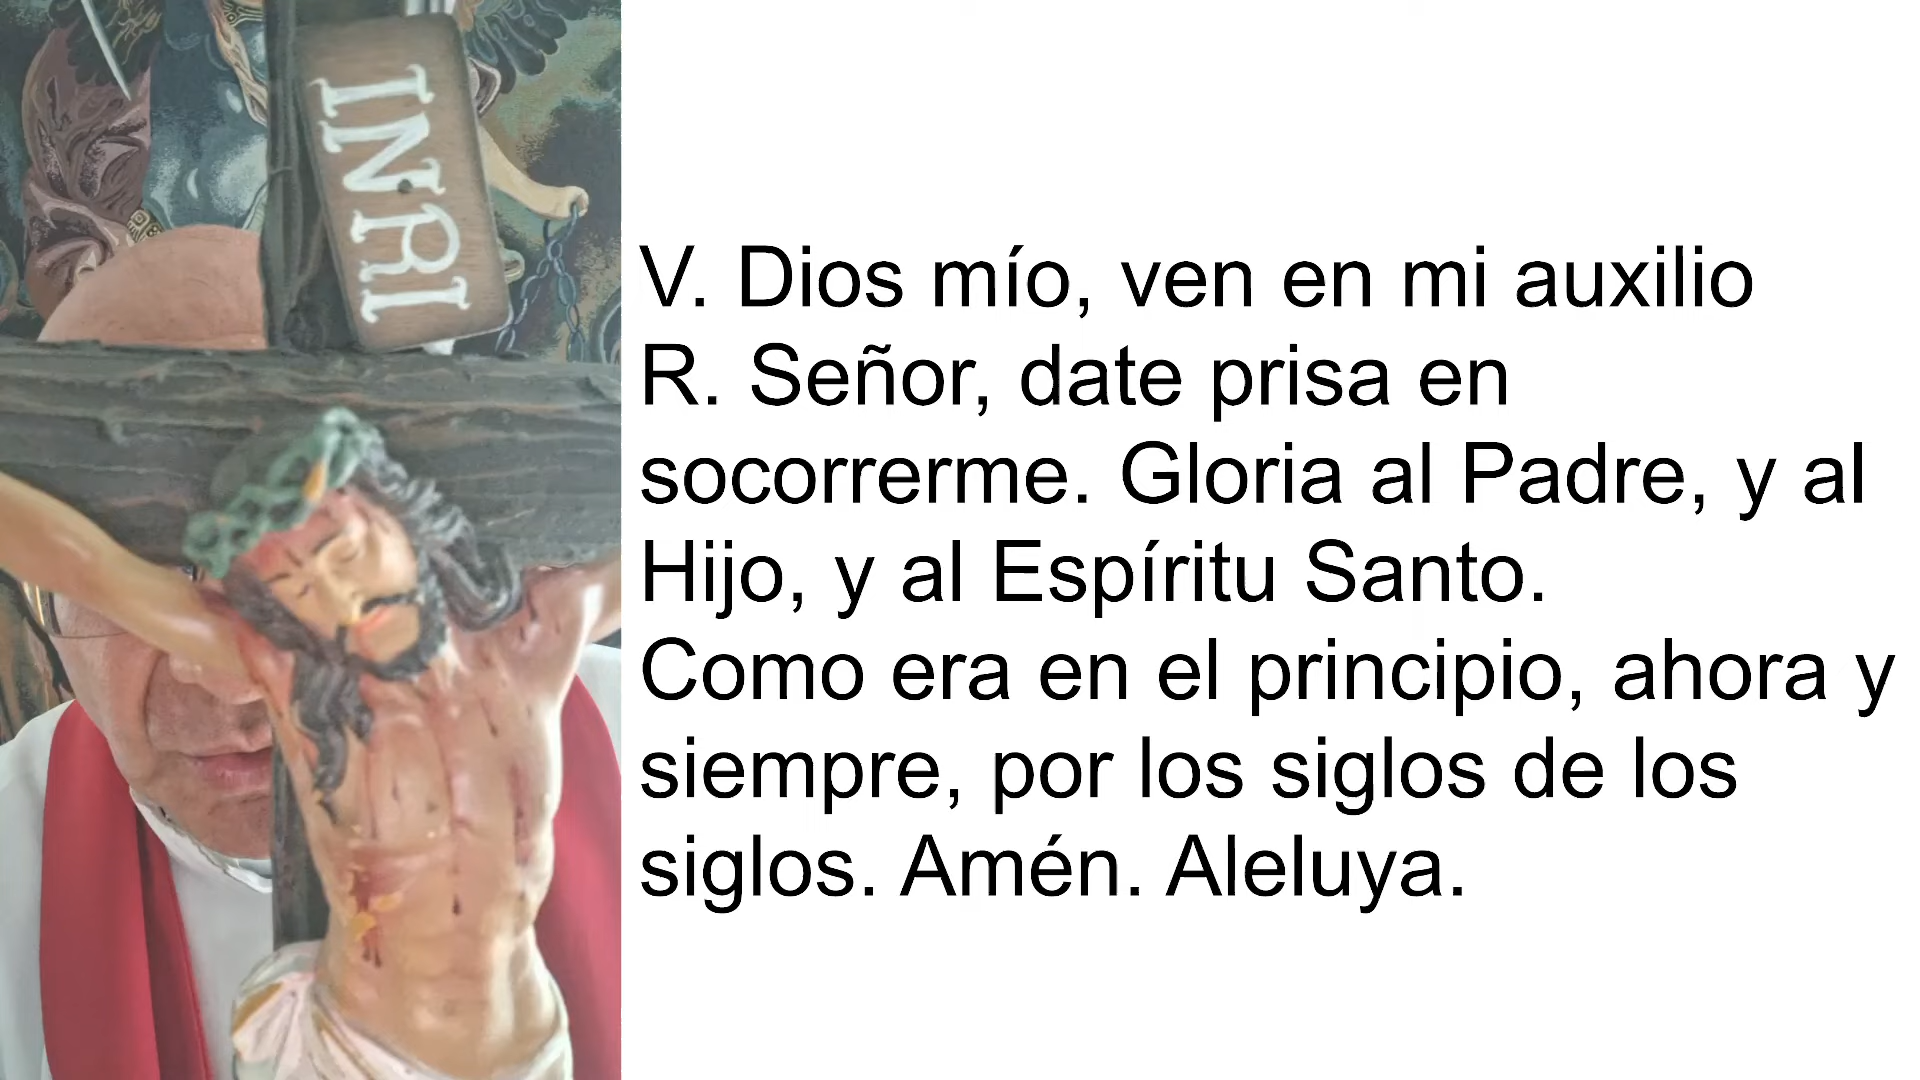 INRI
V. Dios mío, ven en mi auxilio
R. Señor, date prisa en
socorrerme. Gloria al Padre, y al
Hijo, y al Espíritu Santo.
Como era en el principio, ahora y
siempre, por los siglos de los
siglos. Amén. Aleluya.